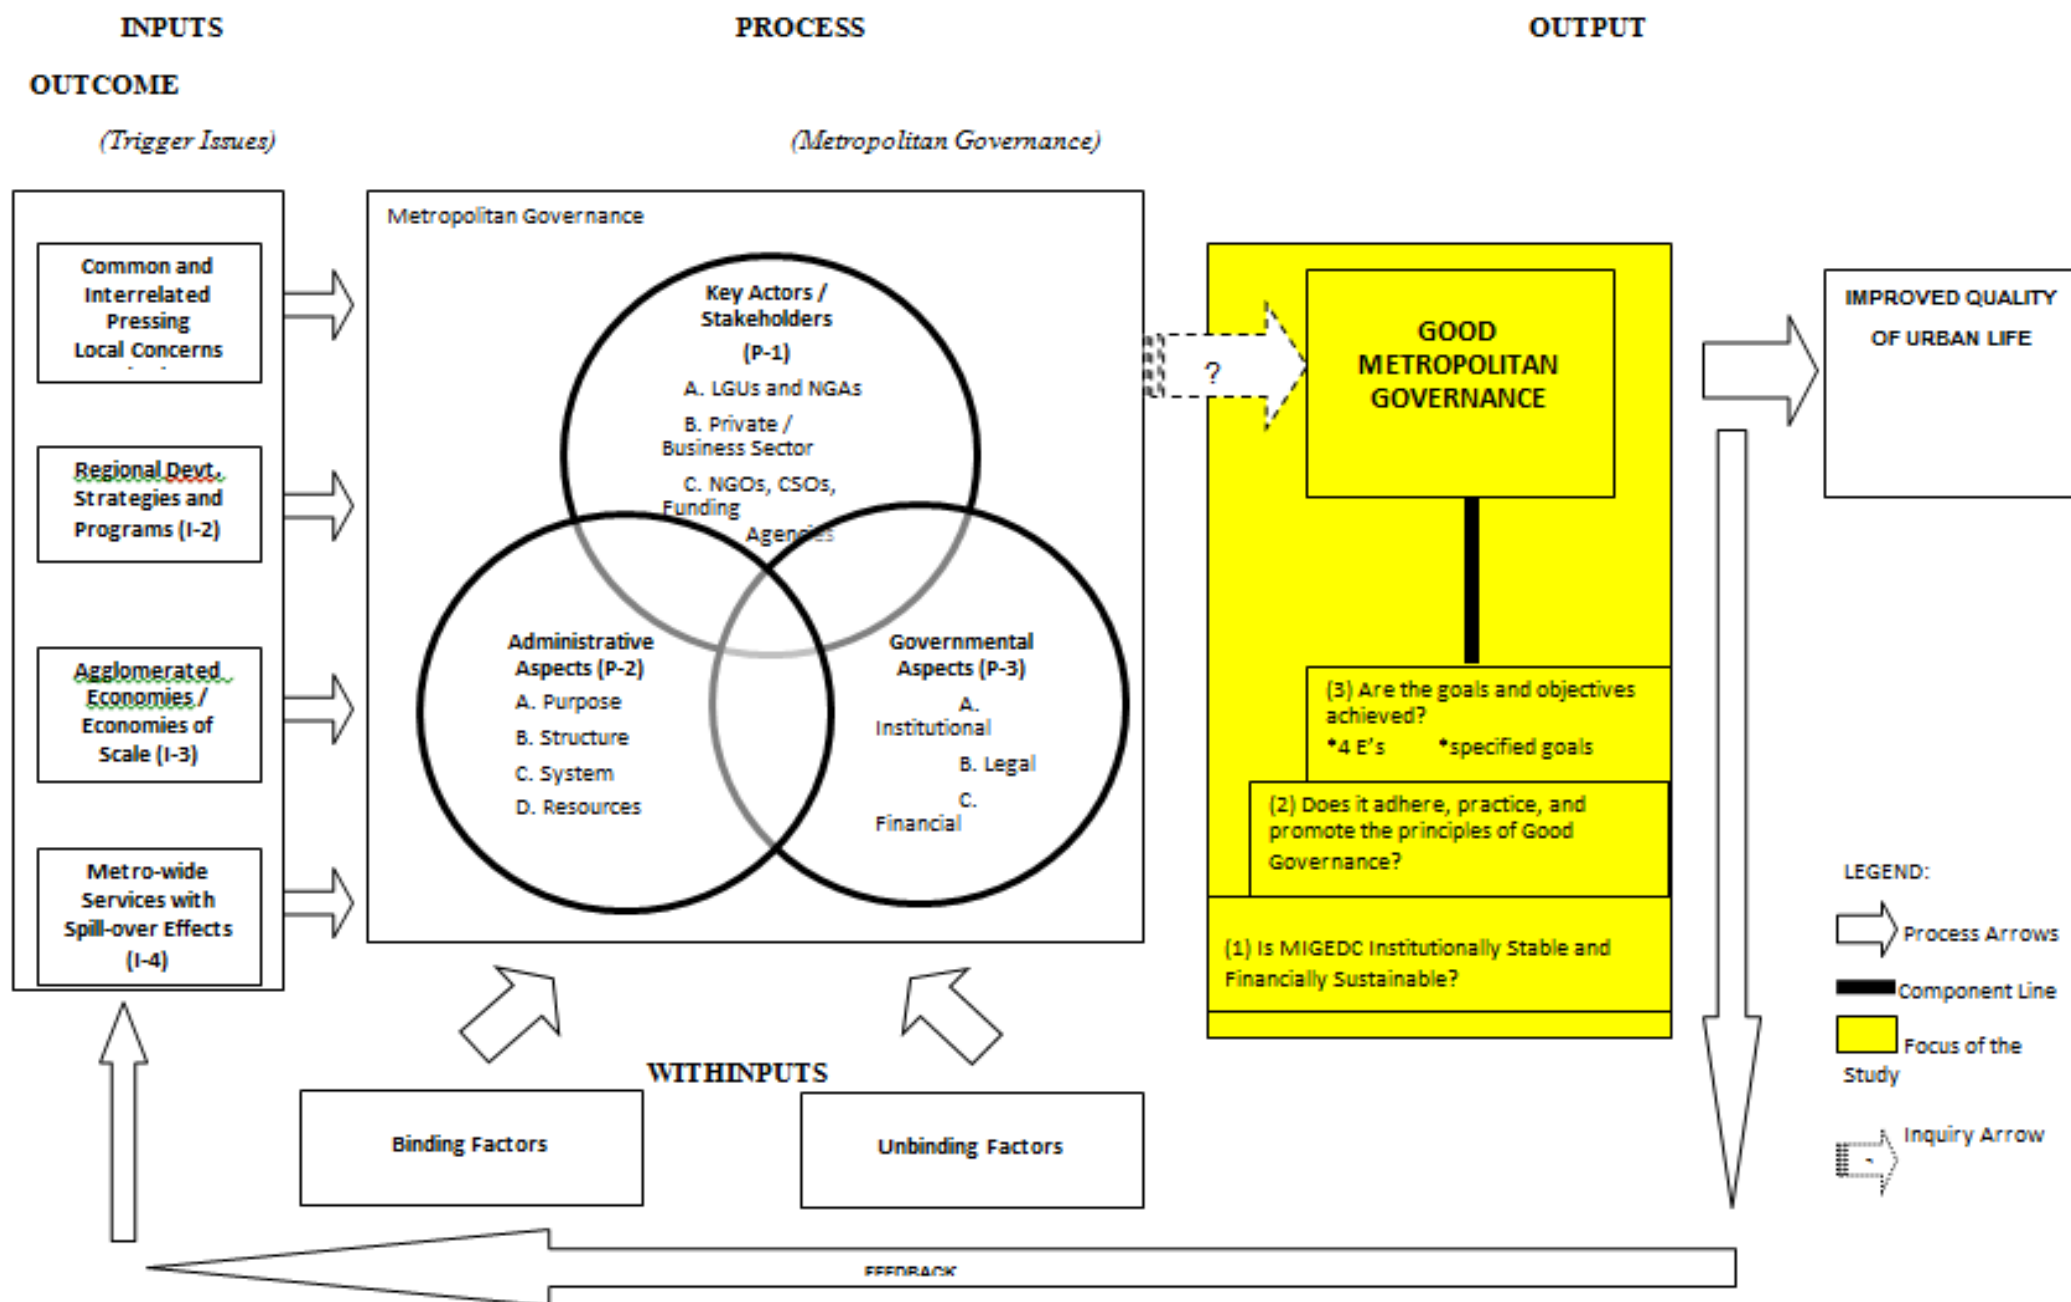 INPUTS
PROCESS
OUTPUT
OUTCOME
(Trigger Issues)
(Metropolitan Governance)
Common and
Interrelated
Pressing
Local Concerns
Regional Devt.
Strategies and
Programs (I-2)
Agglomerated
Economies /
Economies of
Scale (I-3)
Metro-wide
Services with
Spill-over Effects
(I-4)
Metropolitan Governance
Key Actors /
Stakeholders
(P-1)
A. LGUs and NGAs
B. Private /
Business Sector
C. NGOs, CSOs,
Funding
Agencies
Administrative
Aspects (P-2)
A. Purpose
B. Structure
C. System
D. Resources
Governmental
Aspects (P-3)
A.
Institutional
B. Legal
C.
Financial
?
GOOD
METROPOLITAN
GOVERNANCE
(3) Are the goals and objectives
achieved?
*4 E's *specified goals
(2) Does it adhere, practice, and
promote the principles of Good
Governance?
(1) Is MIGEDC Institutionally Stable and
Financially Sustainable?
IMPROVED QUALITY
OF URBAN LIFE
LEGEND:
Process Arrows
Component Line
Focus of the
Study
Inquiry Arrow
WITHINPUTS
Binding Factors
Unbinding Factors
FEEDBACK